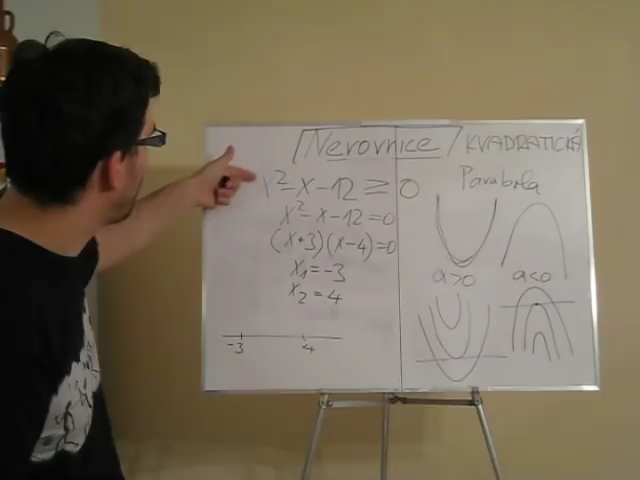 Nerovnice / KVADRATICKÁ
x²-x-12≥0
x²-x-12=0
(x+3)(x-4)=0
x₁=-3
x₂=4
-3 4
Parabola
a>0 a<0